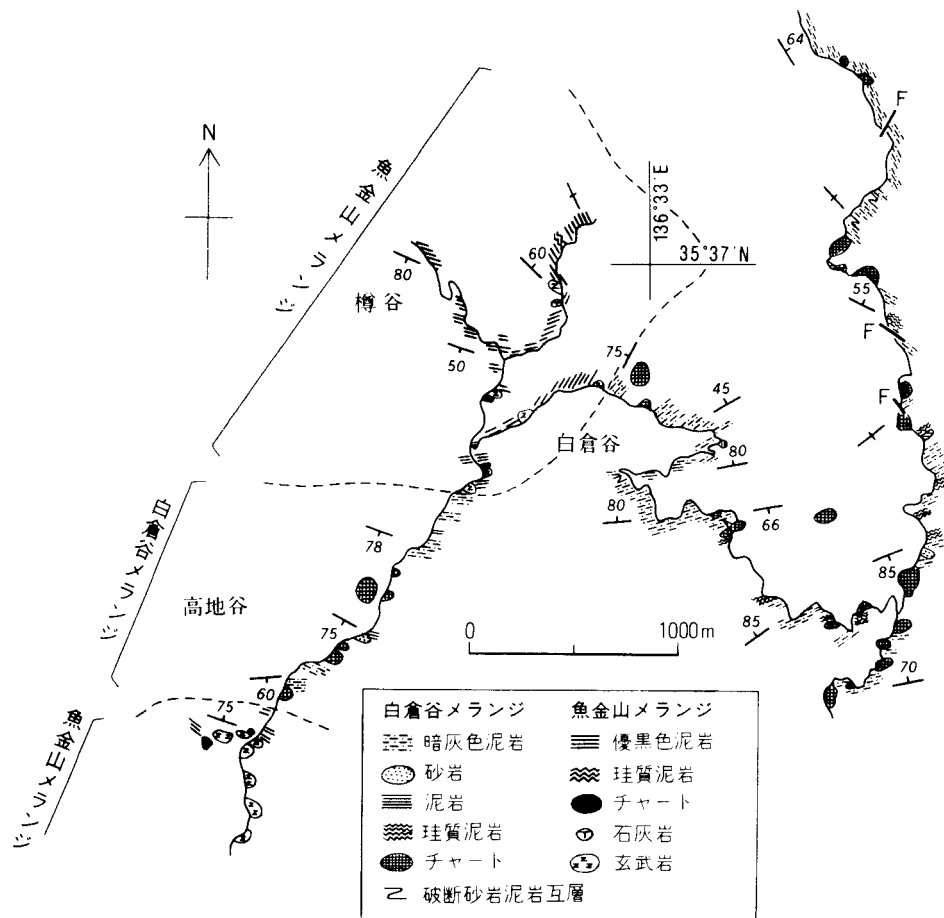 64
F
N
魚金山メランジ
136°33'E
35°37'N
60
80
樽谷
55
F
50
75
45
F
白倉谷
80
80
白倉谷メランジ
66
78
85
高地谷
75
0 1000m
85
60
75
70
魚金山メランジ
白倉谷メランジ 魚金山メランジ
暗灰色泥岩 優黒色泥岩
砂岩 珪質泥岩
泥岩 チャート
珪質泥岩 石灰岩
チャート 玄武岩
破断砂岩泥岩互層